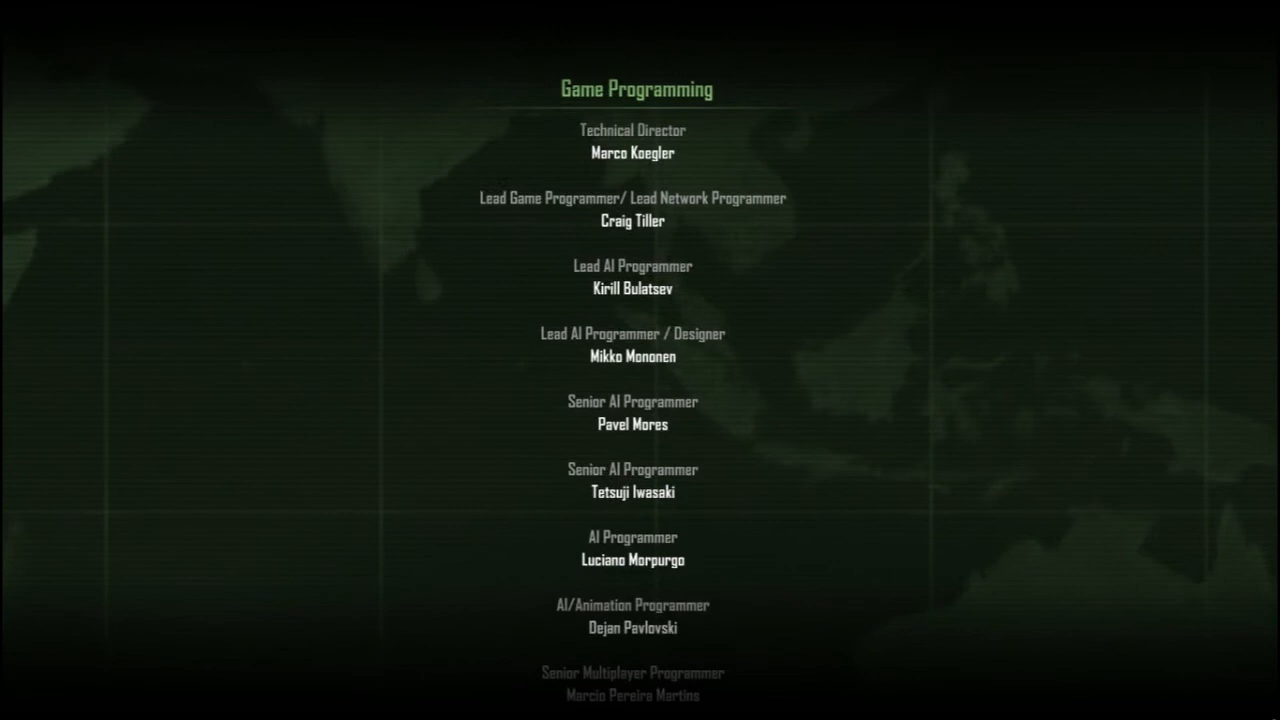 Game Programming
Technical Director
Marco Koegler
Lead Game Programmer/ Lead Network Programmer
Craig Tiller
Lead AI Programmer
Kirill Bulatsev
Lead AI Programmer / Designer
Mikko Mononen
Senior AI Programmer
Pavel Mores
Senior AI Programmer
Tetsuji Iwasaki
AI Programmer
Luciano Morpurgo
AI/Animation Programmer
Dejan Pavlovski
Senior Multiplayer Programmer
Marcio Pereira Martins